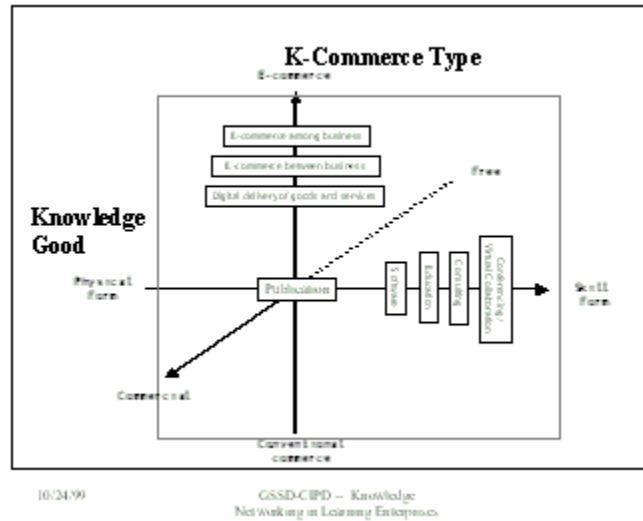 K-Commerce Type
E-commerce
E-commerce among business
E-commerce between business
Digital delivery of goods and services
free
Knowledge
Good
Physical
form
Publication
Software
Education
Consulting
Conferencing /
Virtual Collaboration
Skill
form
Commercial
Conventional
commerce
10/24/99
GSSD-CIPD -- Knowledge
Networking in Learning Enterprises